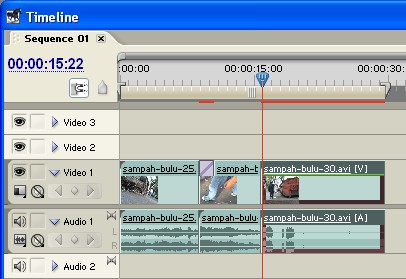 Timeline
Sequence 01
00:00:15:22
:00:00
00:00:15:00
00:00:30:
Video 3
Video 2
Video 1
sampah-bulu-25.
sampah-b
sampah-bulu-30.avi [V]
Audio 1
sampah-bulu-25.
sampah-bulu-
sampah-bulu-30.avi [A]
L
R
Audio 2